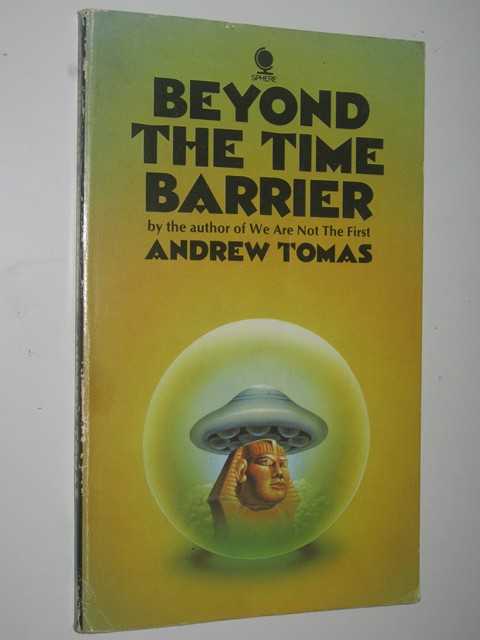 SPHERE
BEYOND
THE TIME
BARRIER
by the author of We Are Not The First
ANDREW TOMAS